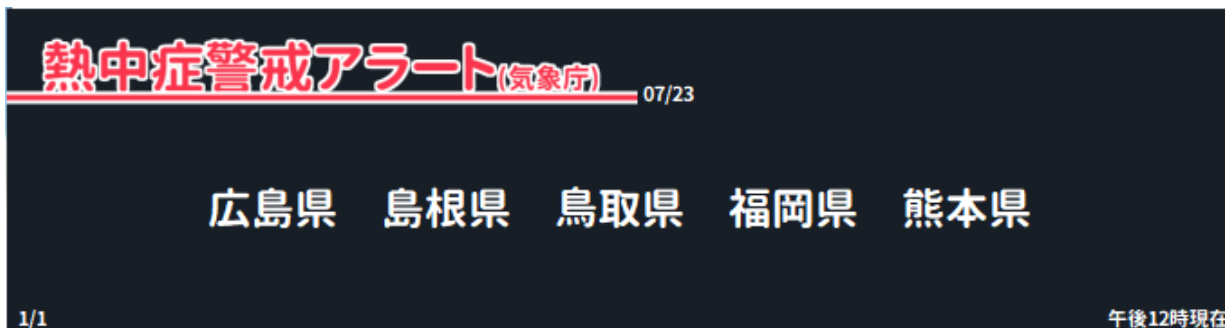 熱中症警戒アラート(気象庁)
07/23
広島県 島根県 鳥取県 福岡県 熊本県
1/1
午後12時現在